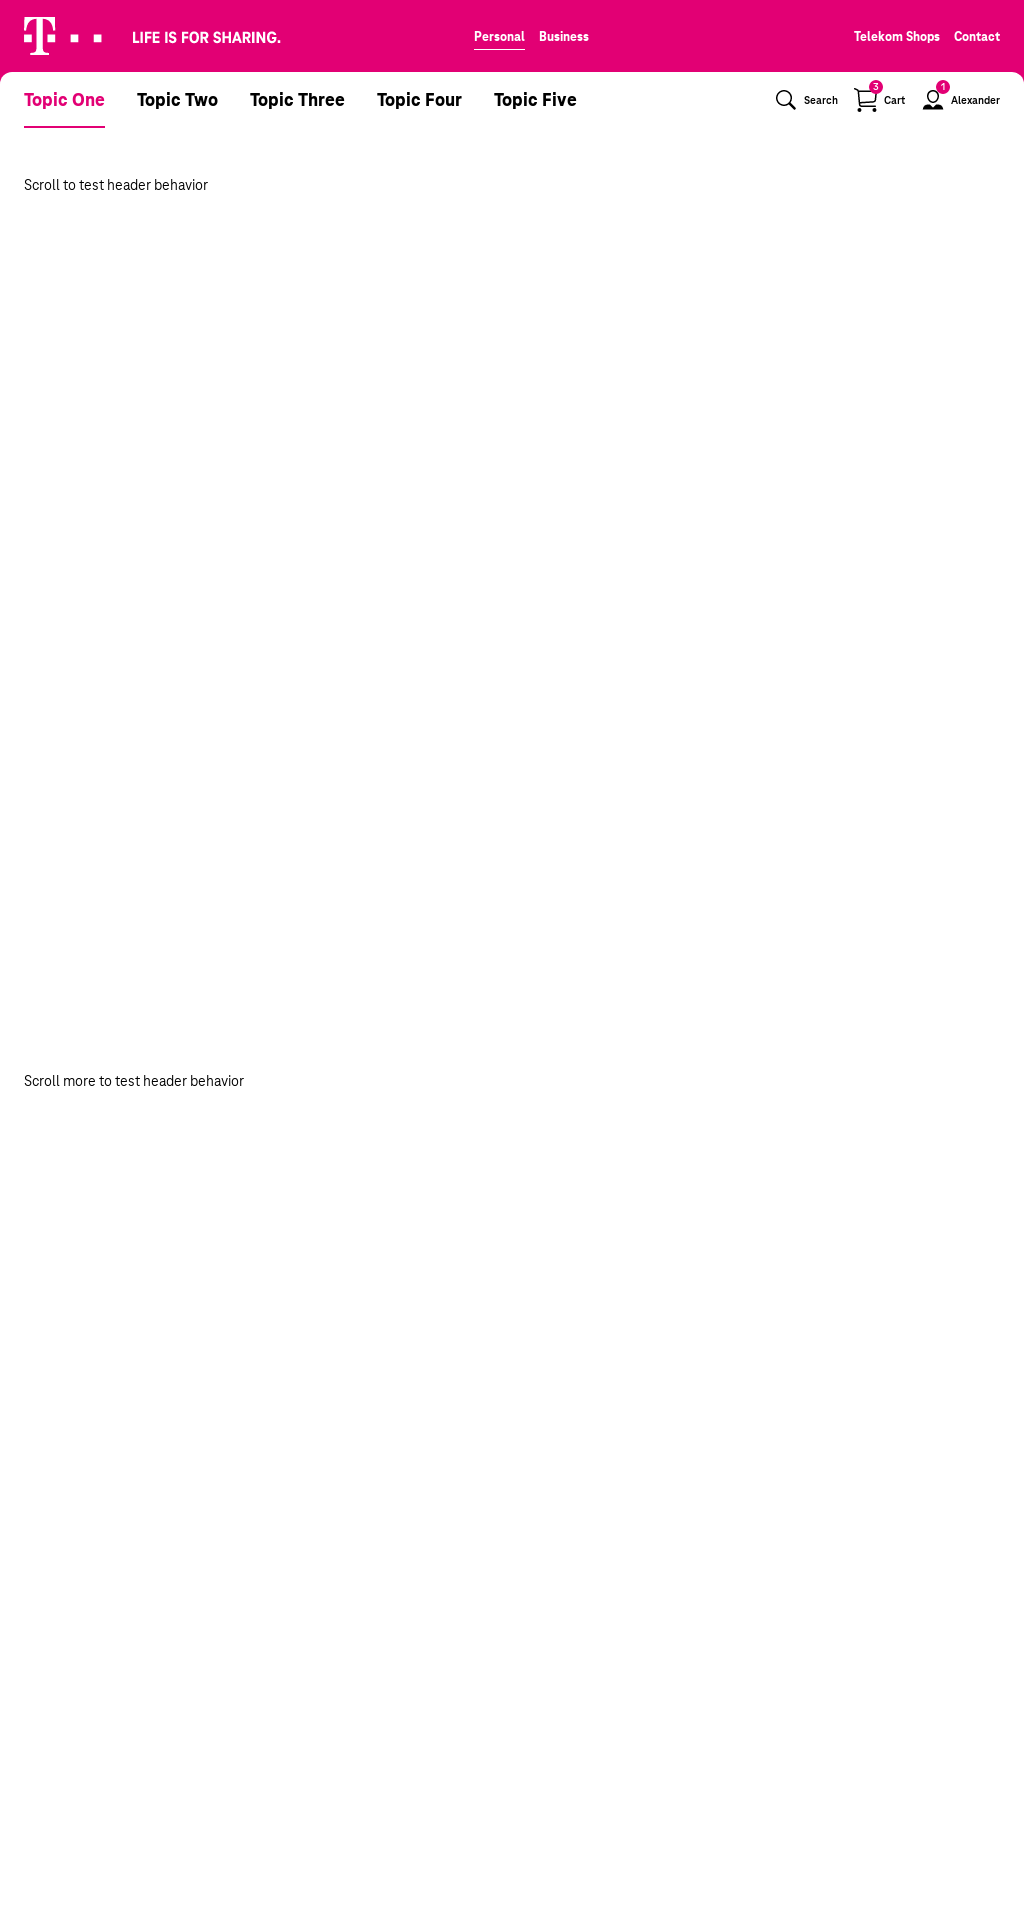 T LIFE IS FOR SHARING. Personal Business Telekom Shops Contact
Topic One Topic Two Topic Three Topic Four Topic Five Search 3 Cart 1 Alexander
Scroll to test header behavior
Scroll more to test header behavior